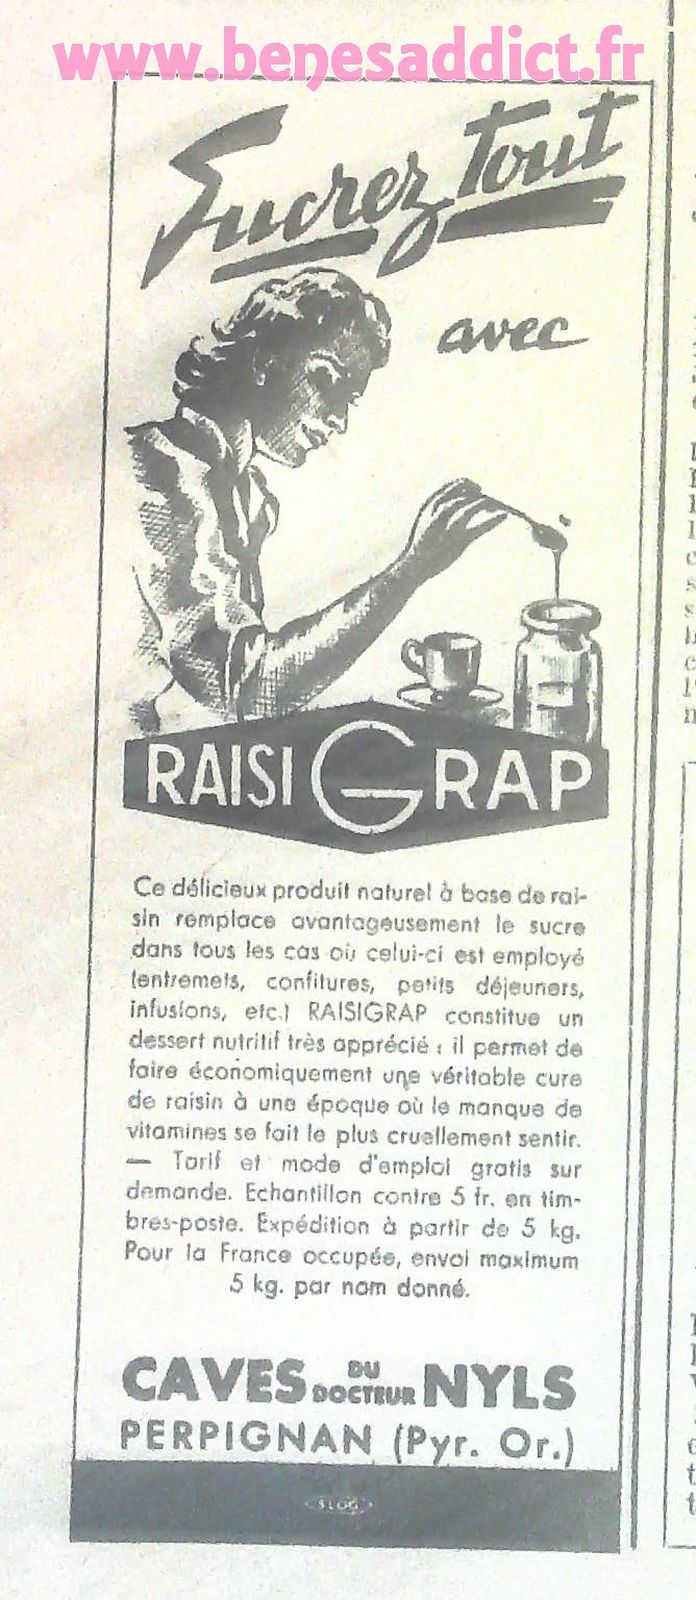 www.benesaddict.fr
Sucrez tout
avec
RAISIGRAP
Ce délicieux produit naturel à base de rai-
sin remplace avantageusement le sucre
dans tous les cas où celui-ci est employé
(entremets, confitures, petits déjeuners,
infusions, etc.) RAISIGRAP constitue un
dessert nutritif très apprécié : il permet de
faire économiquement une véritable cure
de raisin à une époque où le manque de
vitamines se fait le plus cruellement sentir.
— Tarif et mode d'emploi gratis sur
demande. Echantillon contre 5 fr. en tim-
bres-poste. Expédition à partir de 5 kg.
Pour la France occupée, envoi maximum
5 kg. par nom donné.
CAVES DU DOCTEUR NYLS
PERPIGNAN (Pyr. Or.)